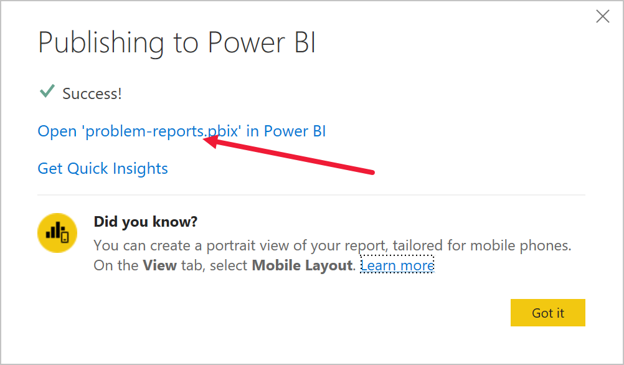 Publishing to Power BI
Success!
Open 'problem-reports.pbix' in Power BI
Get Quick Insights
Did you know?
You can create a portrait view of your report, tailored for mobile phones.
On the View tab, select Mobile Layout. Learn more
Got it